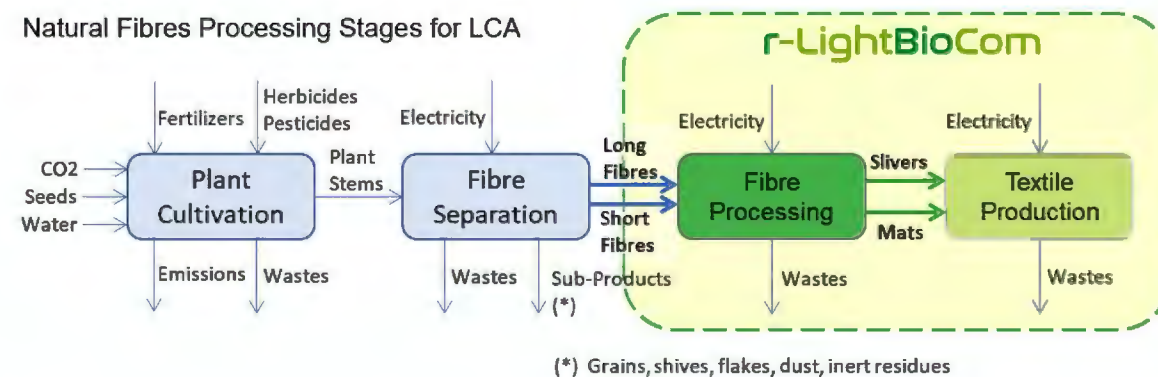 Natural Fibres Processing Stages for LCA
r-LightBioCom
Fertilizers
Herbicides
Pesticides
Electricity
Electricity
Electricity
CO2
Seeds
Water
Plant
Cultivation
Plant
Stems
Fibre
Separation
Long
Fibres
Short
Fibres
Fibre
Processing
Slivers
Mats
Textile
Production
Emissions
Wastes
Wastes
Sub-Products
(*)
Wastes
Wastes
(*) Grains, shives, flakes, dust, inert residues